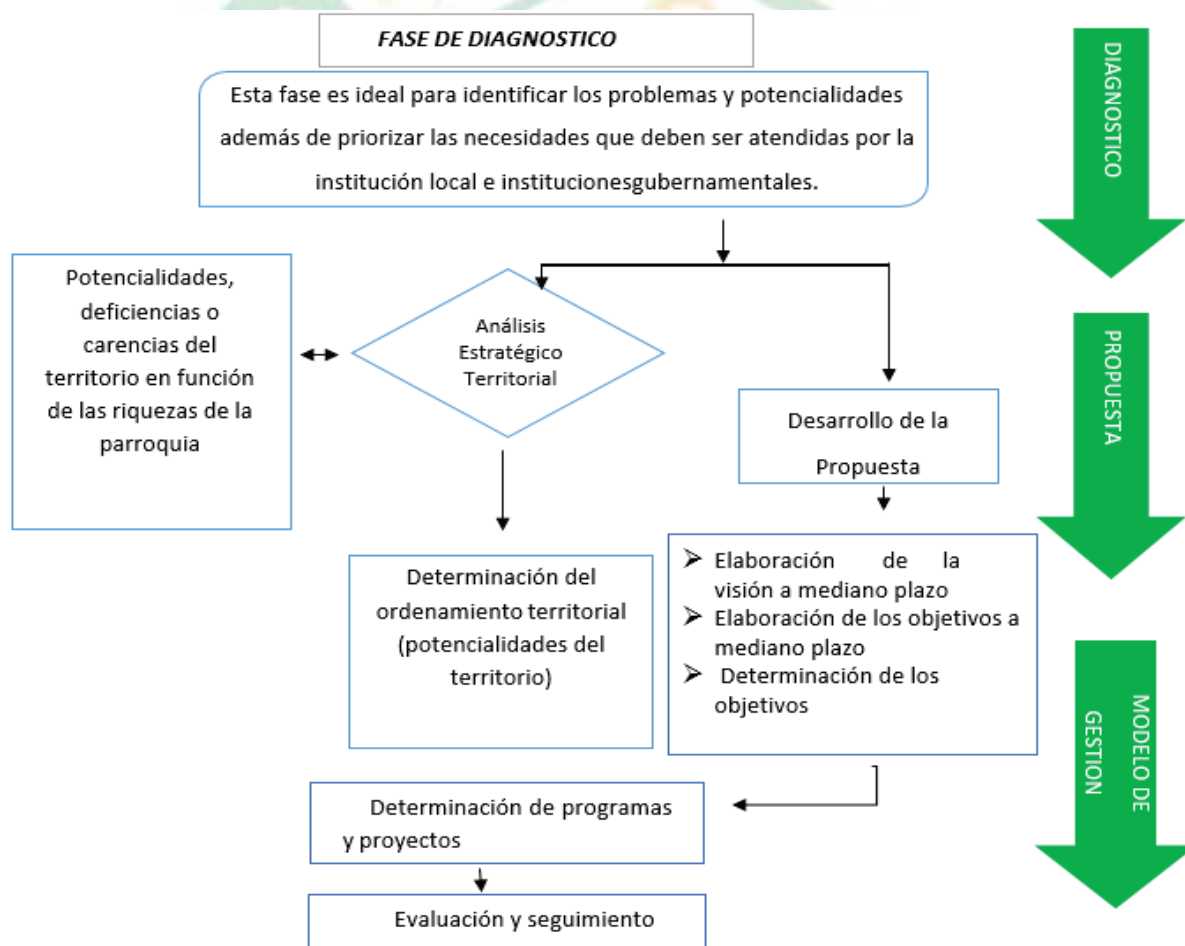 FASE DE DIAGNOSTICO
Esta fase es ideal para identificar los problemas y potencialidades
además de priorizar las necesidades que deben ser atendidas por la
institución local e institucionesgubernamentales.
Potencialidades,
deficiencias o
carencias del
territorio en función
de las riquezas de la
parroquia
Análisis
Estratégico
Territorial
Desarrollo de la
Propuesta
Determinación del
ordenamiento territorial
(potencialidades del
territorio)
➢ Elaboración de la
visión a mediano plazo
➢ Elaboración de los objetivos a
mediano plazo
➢ Determinación de los
objetivos
Determinación de programas
y proyectos
Evaluación y seguimiento
DIAGNOSTICO
PROPUESTA
MODELO DE
GESTION